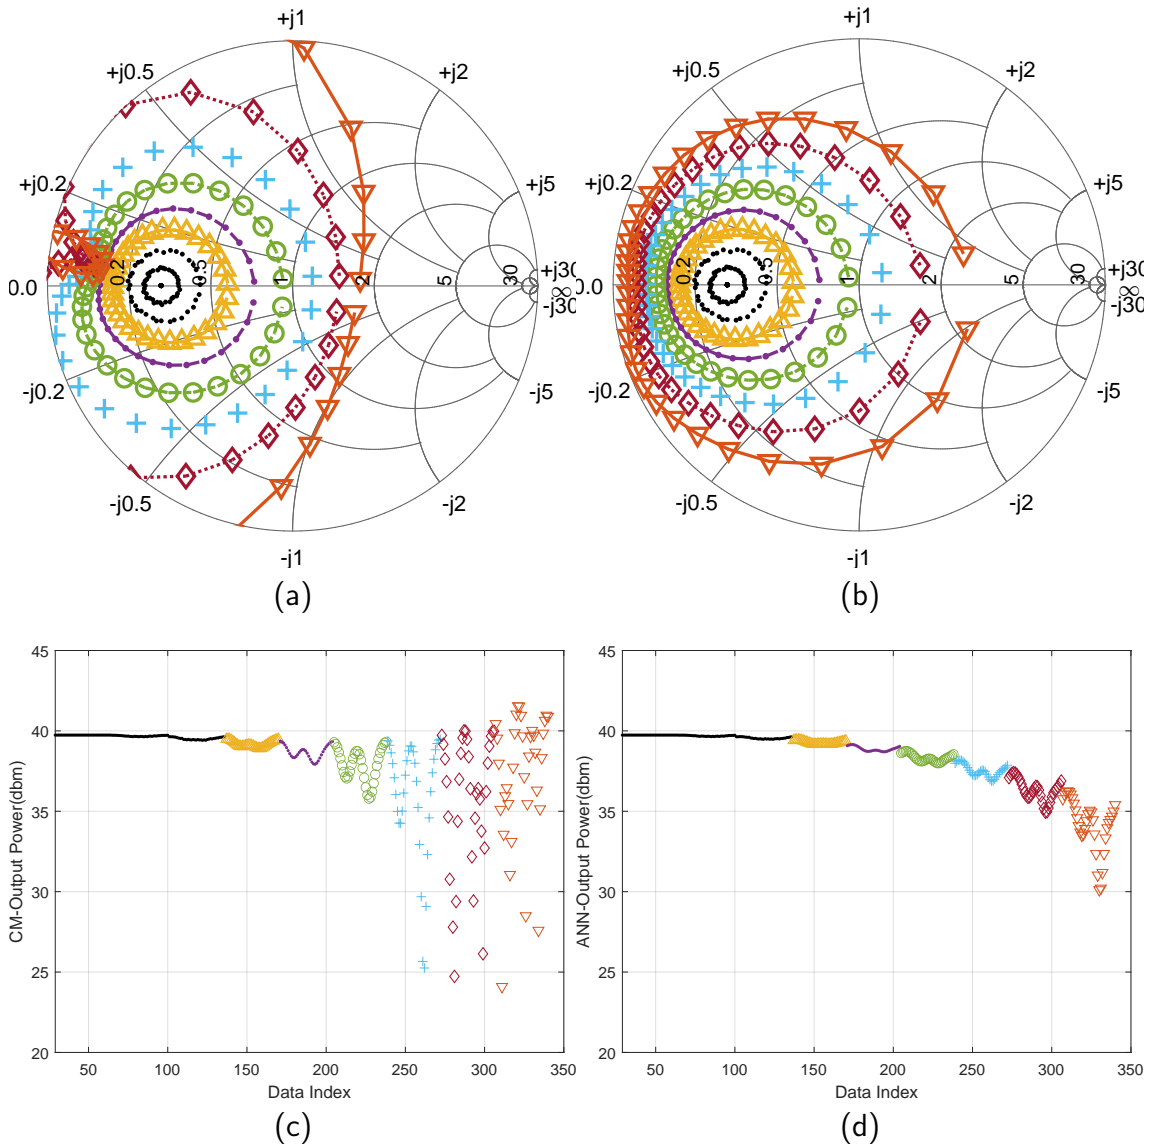 +j1
+j0.5
+j2
+j0.2
+j5
0.0
0.2
0.5
1
2
5
30
+j30
∞
-j30
-j0.2
-j5
-j0.5
-j2
-j1
(a)
+j1
+j0.5
+j2
+j0.2
+j5
0.0
0.2
0.5
1
2
5
30
+j30
∞
-j30
-j0.2
-j5
-j0.5
-j2
-j1
(b)
CM-Output Power(dbm)
45
40
35
30
25
20
50 100 150 200 250 300 350
Data Index
(c)
ANN-Output Power(dbm)
45
40
35
30
25
20
50 100 150 200 250 300 350
Data Index
(d)